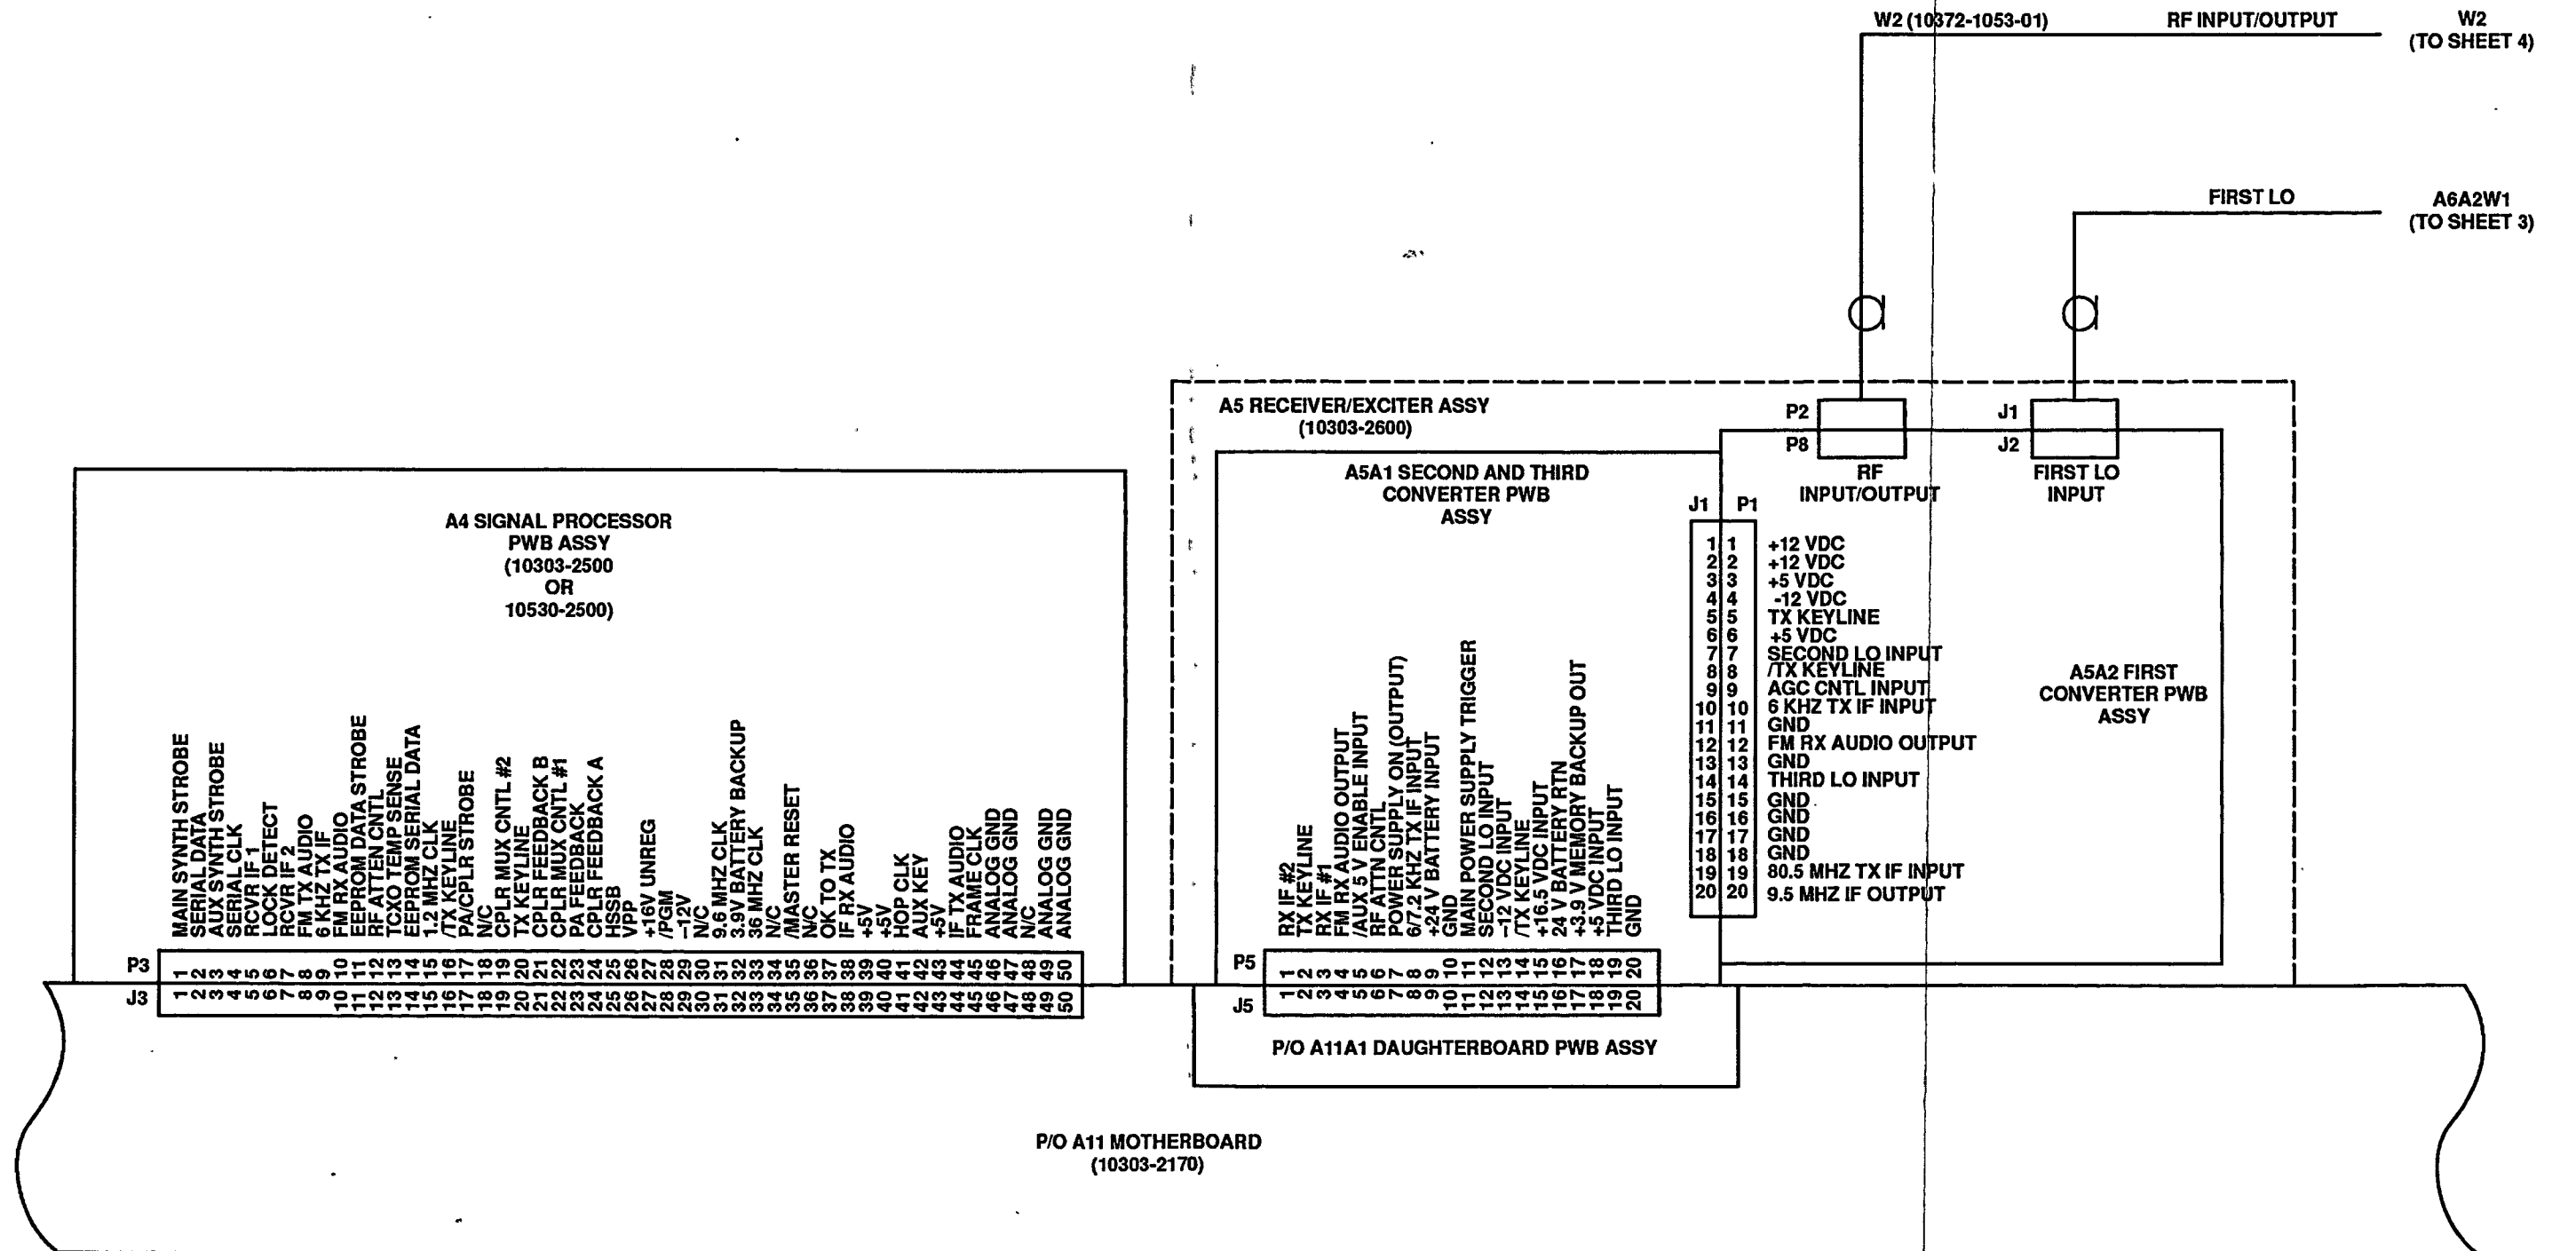 W2 (10372-1053-01)
RF INPUT/OUTPUT
W2
(TO SHEET 4)
FIRST LO
A6A2W1
(TO SHEET 3)
A5 RECEIVER/EXCITER ASSY
(10303-2600)
P2
P8
RF
INPUT/OUTPUT
J1
J2
FIRST LO
INPUT
A4 SIGNAL PROCESSOR
PWB ASSY
(10303-2500
OR
10530-2500)
A5A1 SECOND AND THIRD
CONVERTER PWB
ASSY
J1 P1
1 1 +12 VDC
2 2 +12 VDC
3 3 +5 VDC
4 4 -12 VDC
5 5 TX KEYLINE
6 6 +5 VDC
7 7 SECOND LO INPUT
8 8 /TX KEYLINE
9 9 AGC CNTL INPUT
10 10 6 KHZ TX IF INPUT
11 11 GND
12 12 FM RX AUDIO OUTPUT
13 13 GND
14 14 THIRD LO INPUT
15 15 GND
16 16 GND
17 17 GND
18 18 GND
19 19 80.5 MHZ TX IF INPUT
20 20 9.5 MHZ IF OUTPUT
A5A2 FIRST
CONVERTER PWB
ASSY
MAIN SYNTH STROBE
SERIAL DATA
AUX SYNTH STROBE
SERIAL CLK
RCVR IF 1
LOCK DETECT
RCVR IF 2
FM TX AUDIO
6 KHZ TX IF
FM RX AUDIO
EEPROM DATA STROBE
RF ATTEN CNTL
TCXO TEMP SENSE
EEPROM SERIAL DATA
1.2 MHZ CLK
/TX KEYLINE
PA/CPLR STROBE
N/C
CPLR MUX CNTL #2
TX KEYLINE
CPLR FEEDBACK B
CPLR MUX CNTL #1
PA FEEDBACK
CPLR FEEDBACK A
HSSB
VPP
+16V UNREG
/PGM
–12V
N/C
9.6 MHZ CLK
3.9V BATTERY BACKUP
36 MHZ CLK
N/C
/MASTER RESET
N/C
OK TO TX
IF RX AUDIO
+5V
+5V
HOP CLK
AUX KEY
+5V
IF TX AUDIO
FRAME CLK
ANALOG GND
ANALOG GND
N/C
ANALOG GND
ANALOG GND
P3 1 2 3 4 5 6 7 8 9 10 11 12 13 14 15 16 17 18 19 20 21 22 23 24 25 26 27 28 29 30 31 32 33 34 35 36 37 38 39 40 41 42 43 44 45 46 47 48 49 50
J3 1 2 3 4 5 6 7 8 9 10 11 12 13 14 15 16 17 18 19 20 21 22 23 24 25 26 27 28 29 30 31 32 33 34 35 36 37 38 39 40 41 42 43 44 45 46 47 48 49 50
RX IF #2
TX KEYLINE
RX IF #1
FM RX AUDIO OUTPUT
/AUX 5 V ENABLE INPUT
RF ATTN CNTL
POWER SUPPLY ON (OUTPUT)
6/7.2 KHZ TX IF INPUT
+24 V BATTERY INPUT
GND
MAIN POWER SUPPLY TRIGGER
SECOND LO INPUT
–12 VDC INPUT
/TX KEYLINE
+16.5 VDC INPUT
24 V BATTERY RTN
+3.9 V MEMORY BACKUP OUT
+5 VDC INPUT
THIRD LO INPUT
GND
P5 1 2 3 4 5 6 7 8 9 10 11 12 13 14 15 16 17 18 19 20
J5 1 2 3 4 5 6 7 8 9 10 11 12 13 14 15 16 17 18 19 20
P/O A11A1 DAUGHTERBOARD PWB ASSY
P/O A11 MOTHERBOARD
(10303-2170)